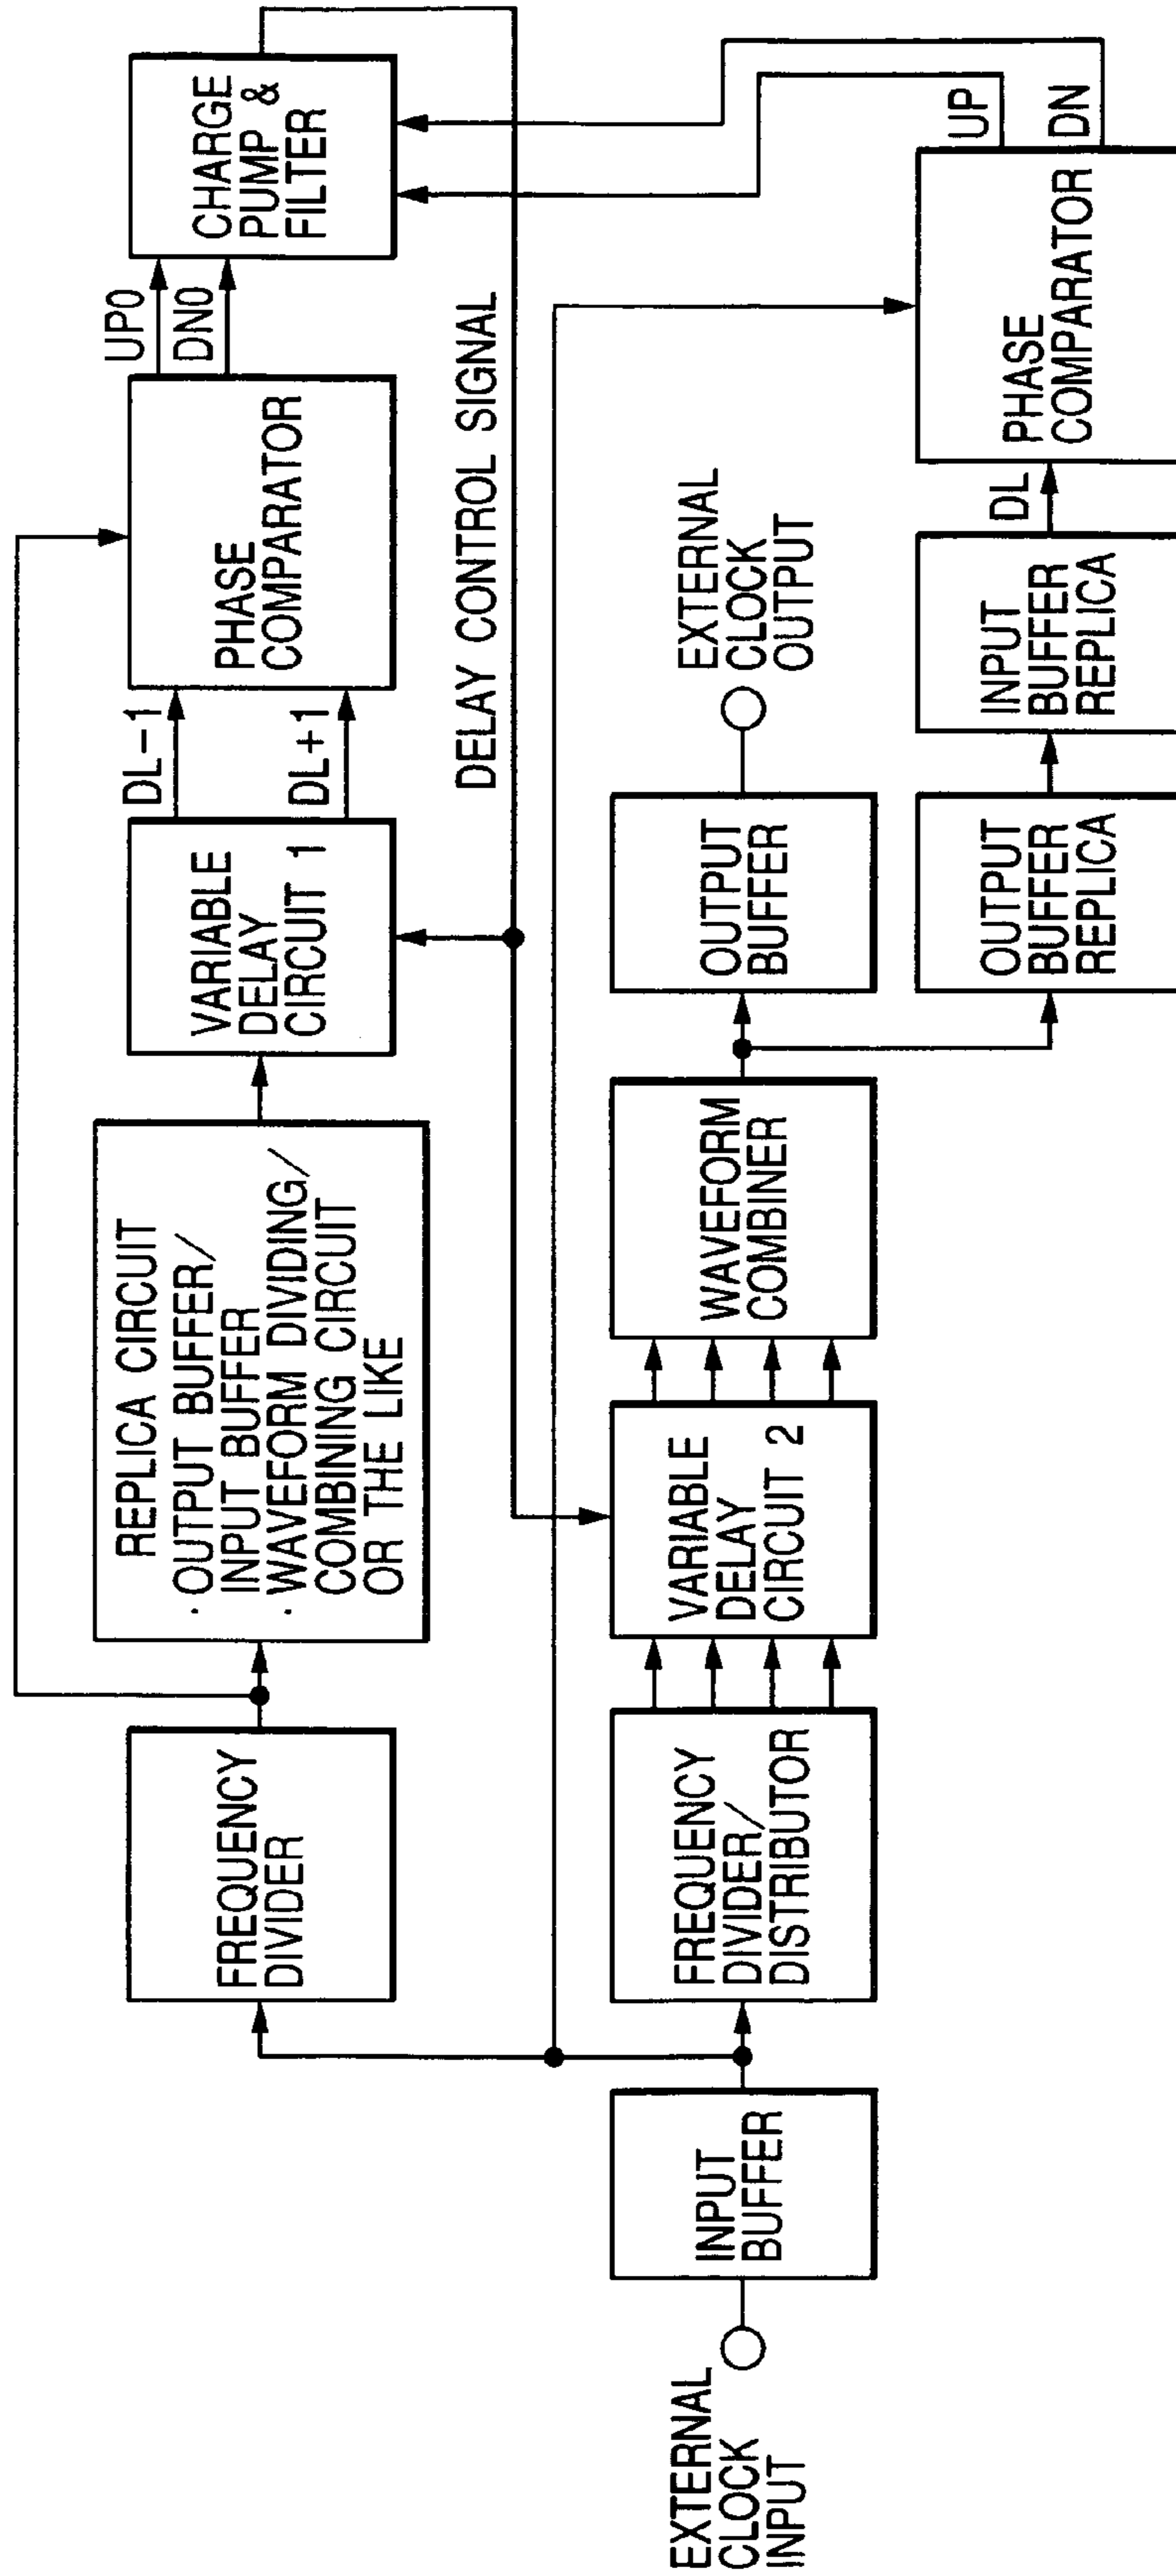 FREQUENCY
DIVIDER
REPLICA CIRCUIT
· OUTPUT BUFFER/
INPUT BUFFER
· WAVEFORM DIVIDING/
COMBINING CIRCUIT
OR THE LIKE
VARIABLE
DELAY
CIRCUIT 1
DL-1
DL+1
PHASE
COMPARATOR
UP0
DN0
CHARGE
PUMP &
FILTER
DELAY CONTROL SIGNAL
EXTERNAL
CLOCK
INPUT
INPUT
BUFFER
FREQUENCY
DIVIDER/
DISTRIBUTOR
VARIABLE
DELAY
CIRCUIT 2
WAVEFORM
COMBINER
OUTPUT
BUFFER
EXTERNAL
CLOCK
OUTPUT
OUTPUT
BUFFER
REPLICA
INPUT
BUFFER
REPLICA
DL
PHASE
COMPARATOR
UP
DN